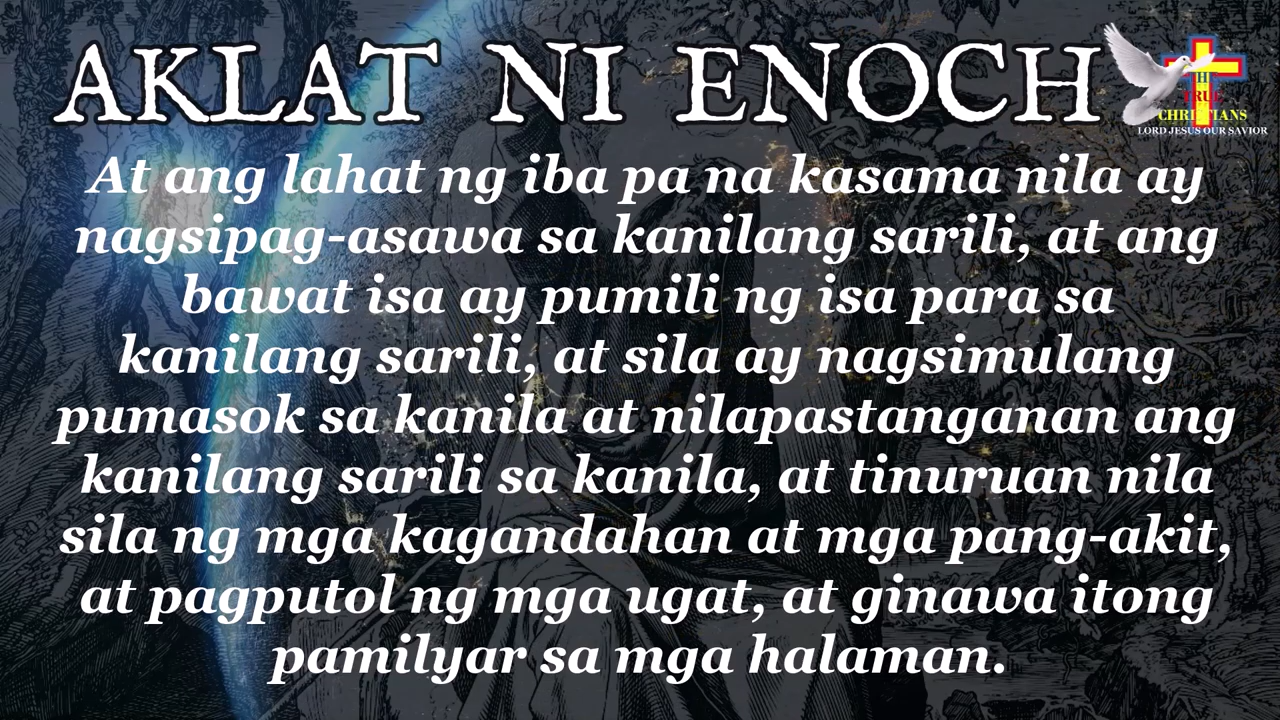 AKLAT NI ENOCH
TRUE
CHRISTIANS
LORD JESUS OUR SAVIOR
At ang lahat ng iba pa na kasama nila ay
nagsipag-asawa sa kanilang sarili, at ang
bawat isa ay pumili ng isa para sa
kanilang sarili, at sila ay nagsimulang
pumasok sa kanila at nilapastanganan ang
kanilang sarili sa kanila, at tinuruan nila
sila ng mga kagandahan at mga pang-akit,
at pagputol ng mga ugat, at ginawa itong
pamilyar sa mga halaman.